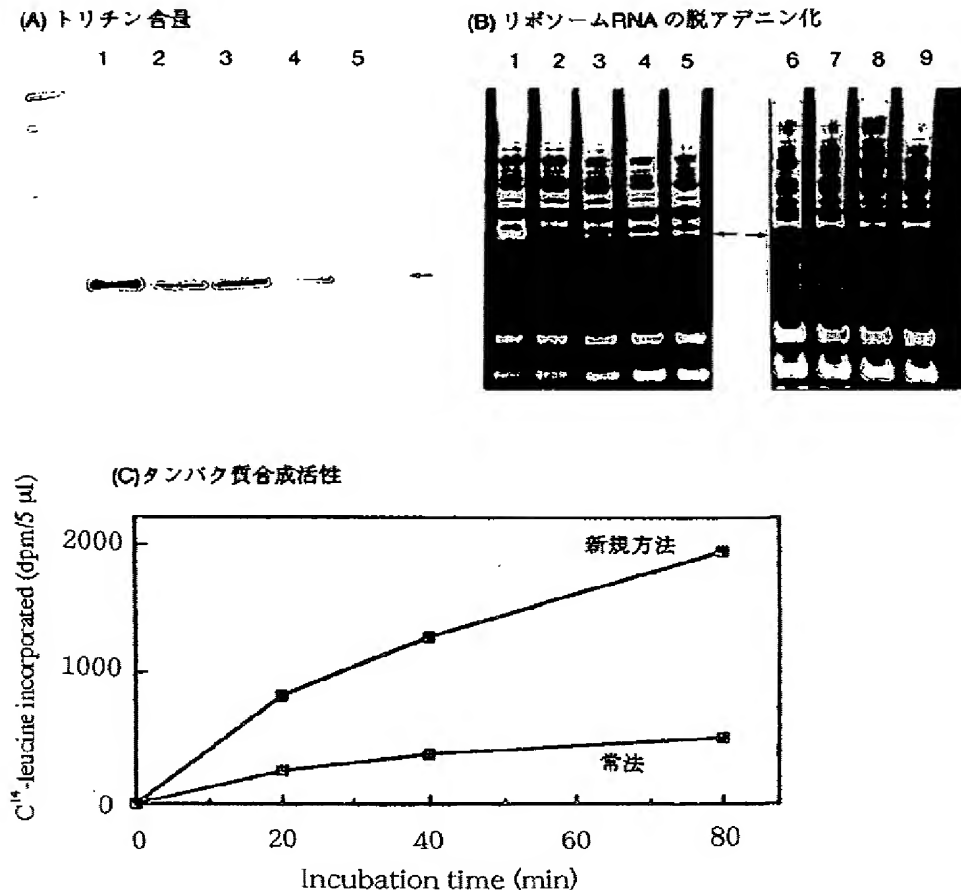 (A) トリチン含量
1 2 3 4 5
(B) リボソームRNA の脱アデニン化
1 2 3 4 5 6 7 8 9
(C)タンパク質合成活性
C¹⁴-leucine incorporated (dpm/5 µl)
2000
1000
0
新規方法
常法
0 20 40 60 80
Incubation time (min)